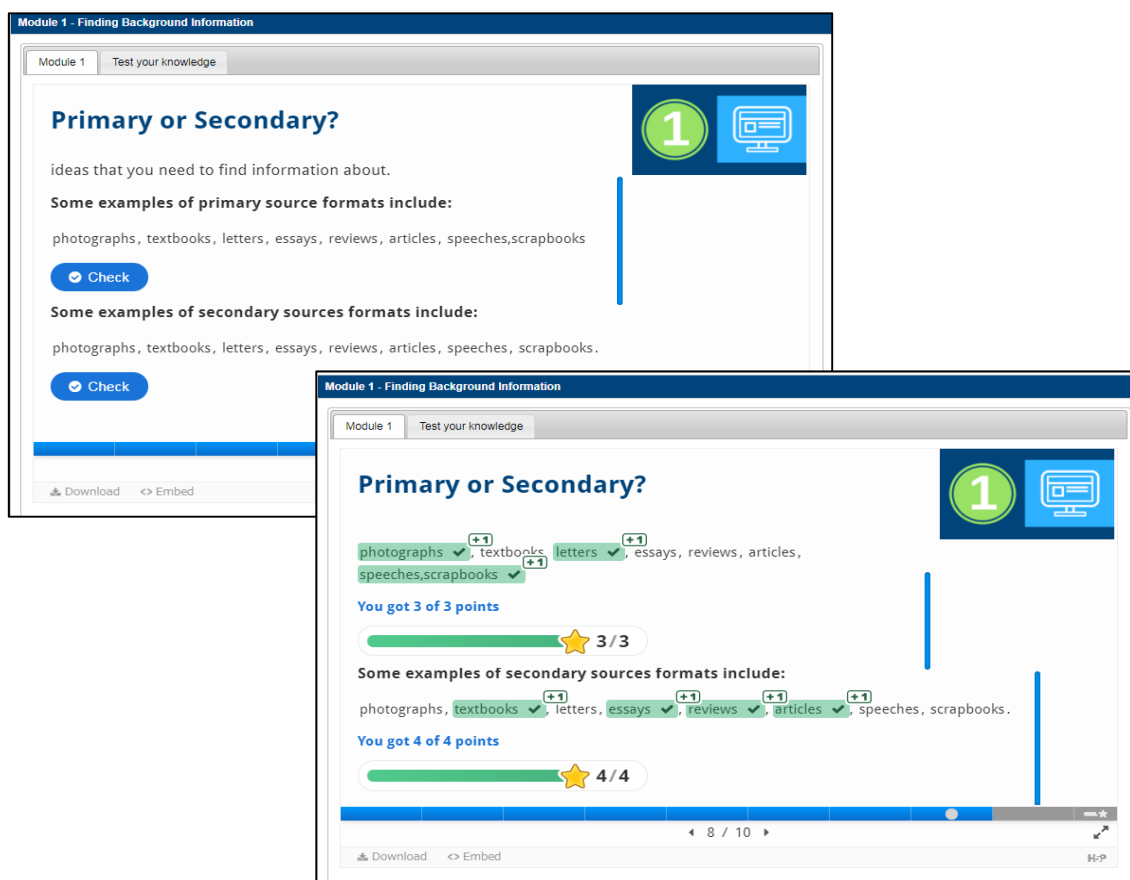 Module 1 - Finding Background Information
Module 1 Test your knowledge
Primary or Secondary?
1
ideas that you need to find information about.
Some examples of primary source formats include:
photographs, textbooks, letters, essays, reviews, articles, speeches,scrapbooks
Check
Some examples of secondary sources formats include:
photographs, textbooks, letters, essays, reviews, articles, speeches, scrapbooks.
Check
Download <> Embed
Module 1 - Finding Background Information
Module 1 Test your knowledge
Primary or Secondary?
1
+1 +1
photographs, textbooks, letters, essays, reviews, articles,
+1
speeches,scrapbooks
You got 3 of 3 points
3/3
Some examples of secondary sources formats include:
+1 +1 +1 +1
photographs, textbooks, letters, essays, reviews, articles, speeches, scrapbooks.
You got 4 of 4 points
4/4
8 / 10
Download <> Embed
H5P